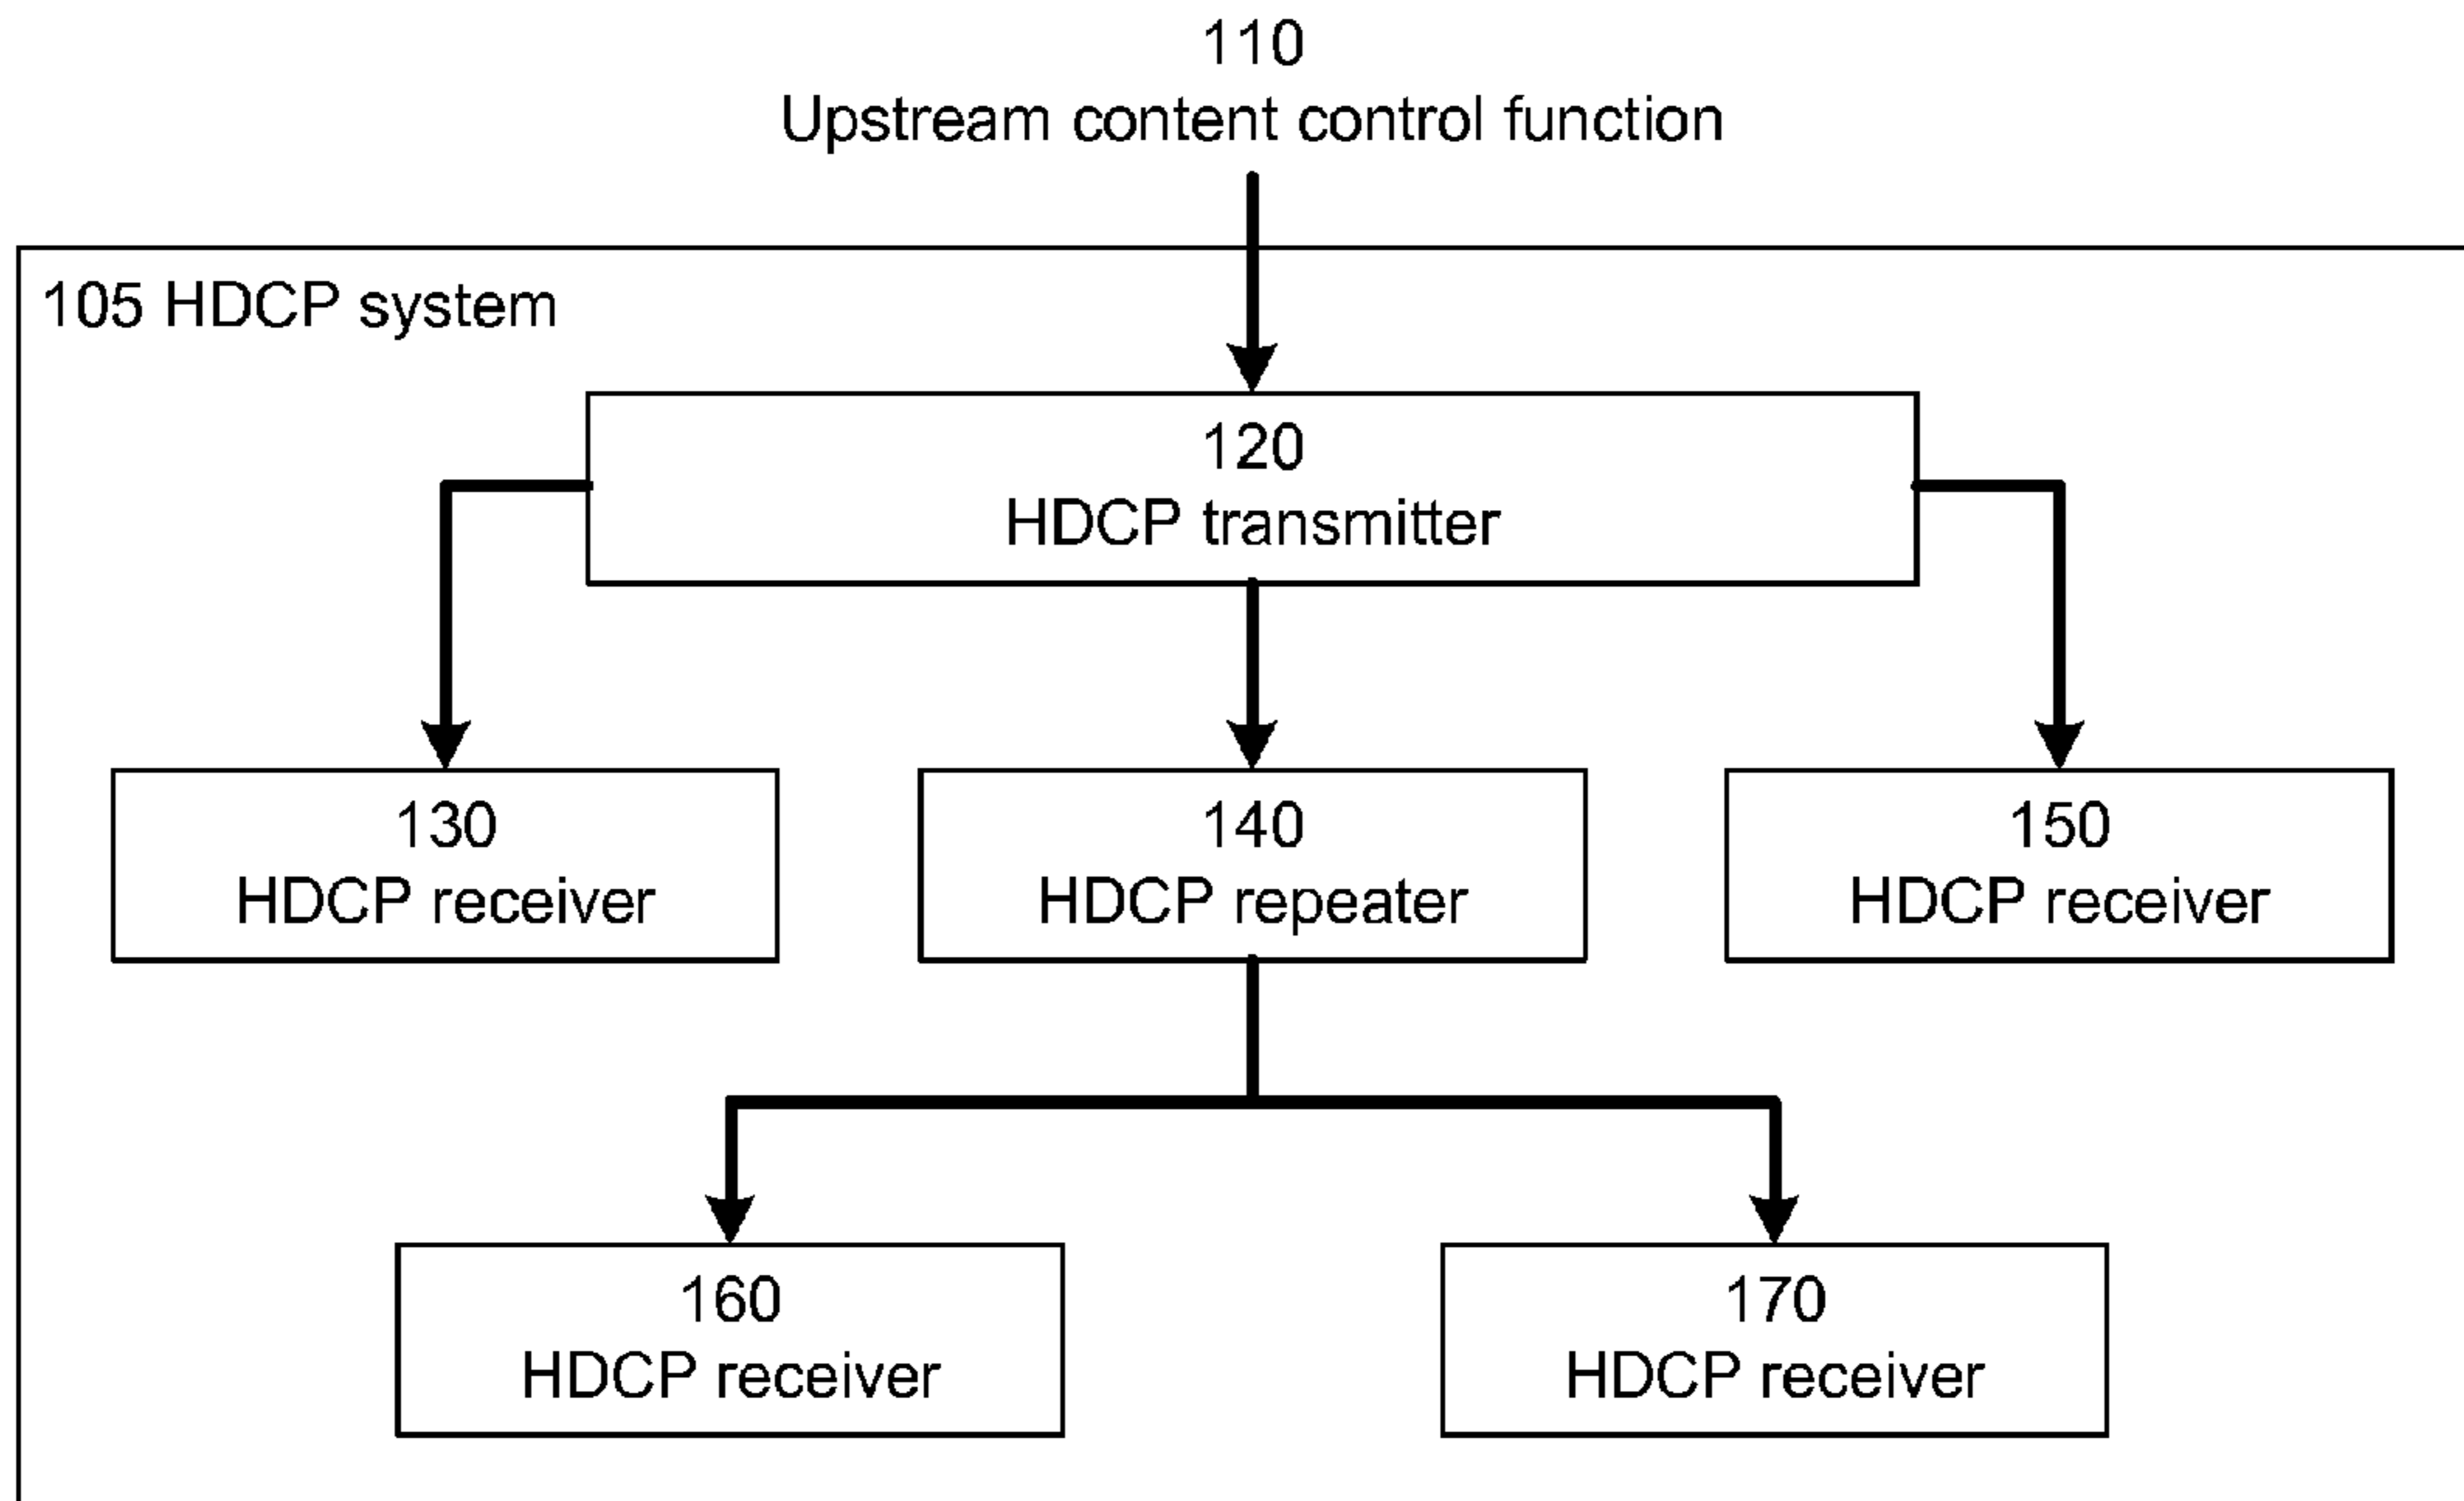 110
Upstream content control function
105 HDCP system
120
HDCP transmitter
130
HDCP receiver
140
HDCP repeater
150
HDCP receiver
160
HDCP receiver
170
HDCP receiver